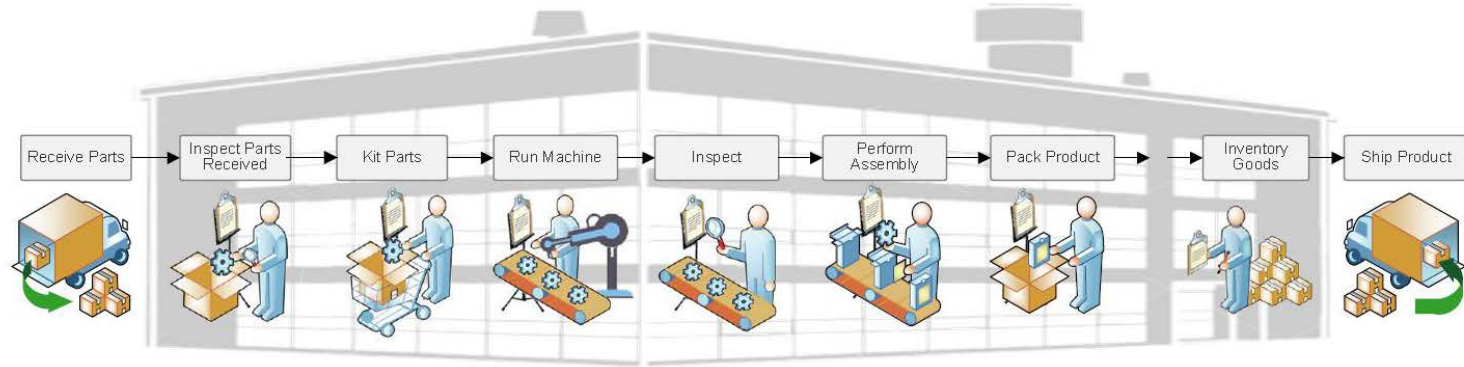 Receive Parts
Inspect Parts
Received
Kit Parts
Run Machine
Inspect
Perform
Assembly
Pack Product
Inventory
Goods
Ship Product